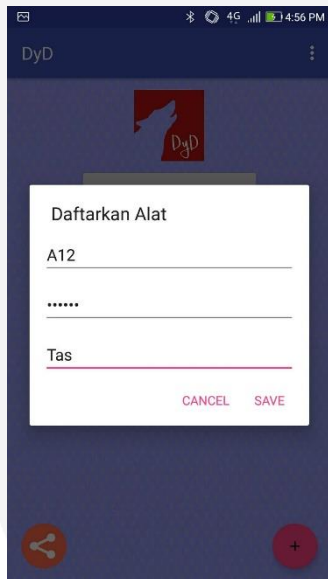 4G 4:56 PM
DyD
DyD
Daftarkan Alat
A12
••••••
Tas
CANCEL SAVE
+